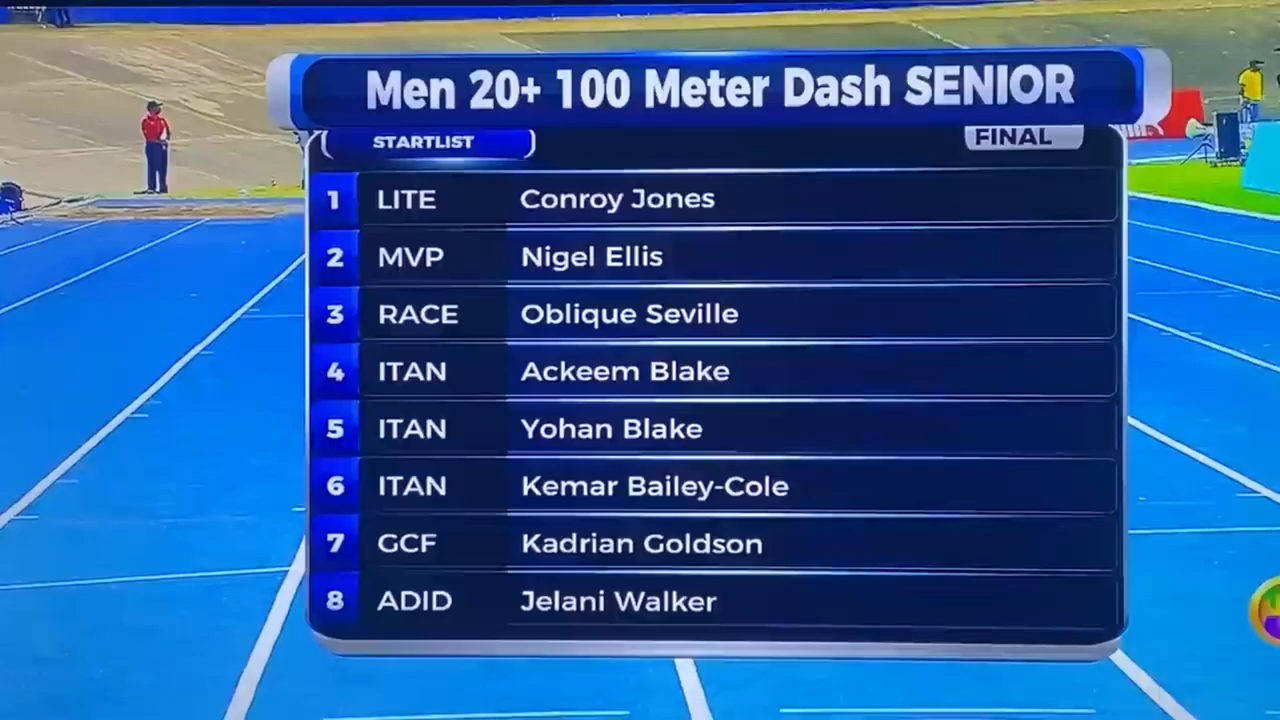 Men 20+ 100 Meter Dash SENIOR
STARTLIST FINAL
1 LITE Conroy Jones
2 MVP Nigel Ellis
3 RACE Oblique Seville
4 ITAN Ackeem Blake
5 ITAN Yohan Blake
6 ITAN Kemar Bailey-Cole
7 GCF Kadrian Goldson
8 ADID Jelani Walker